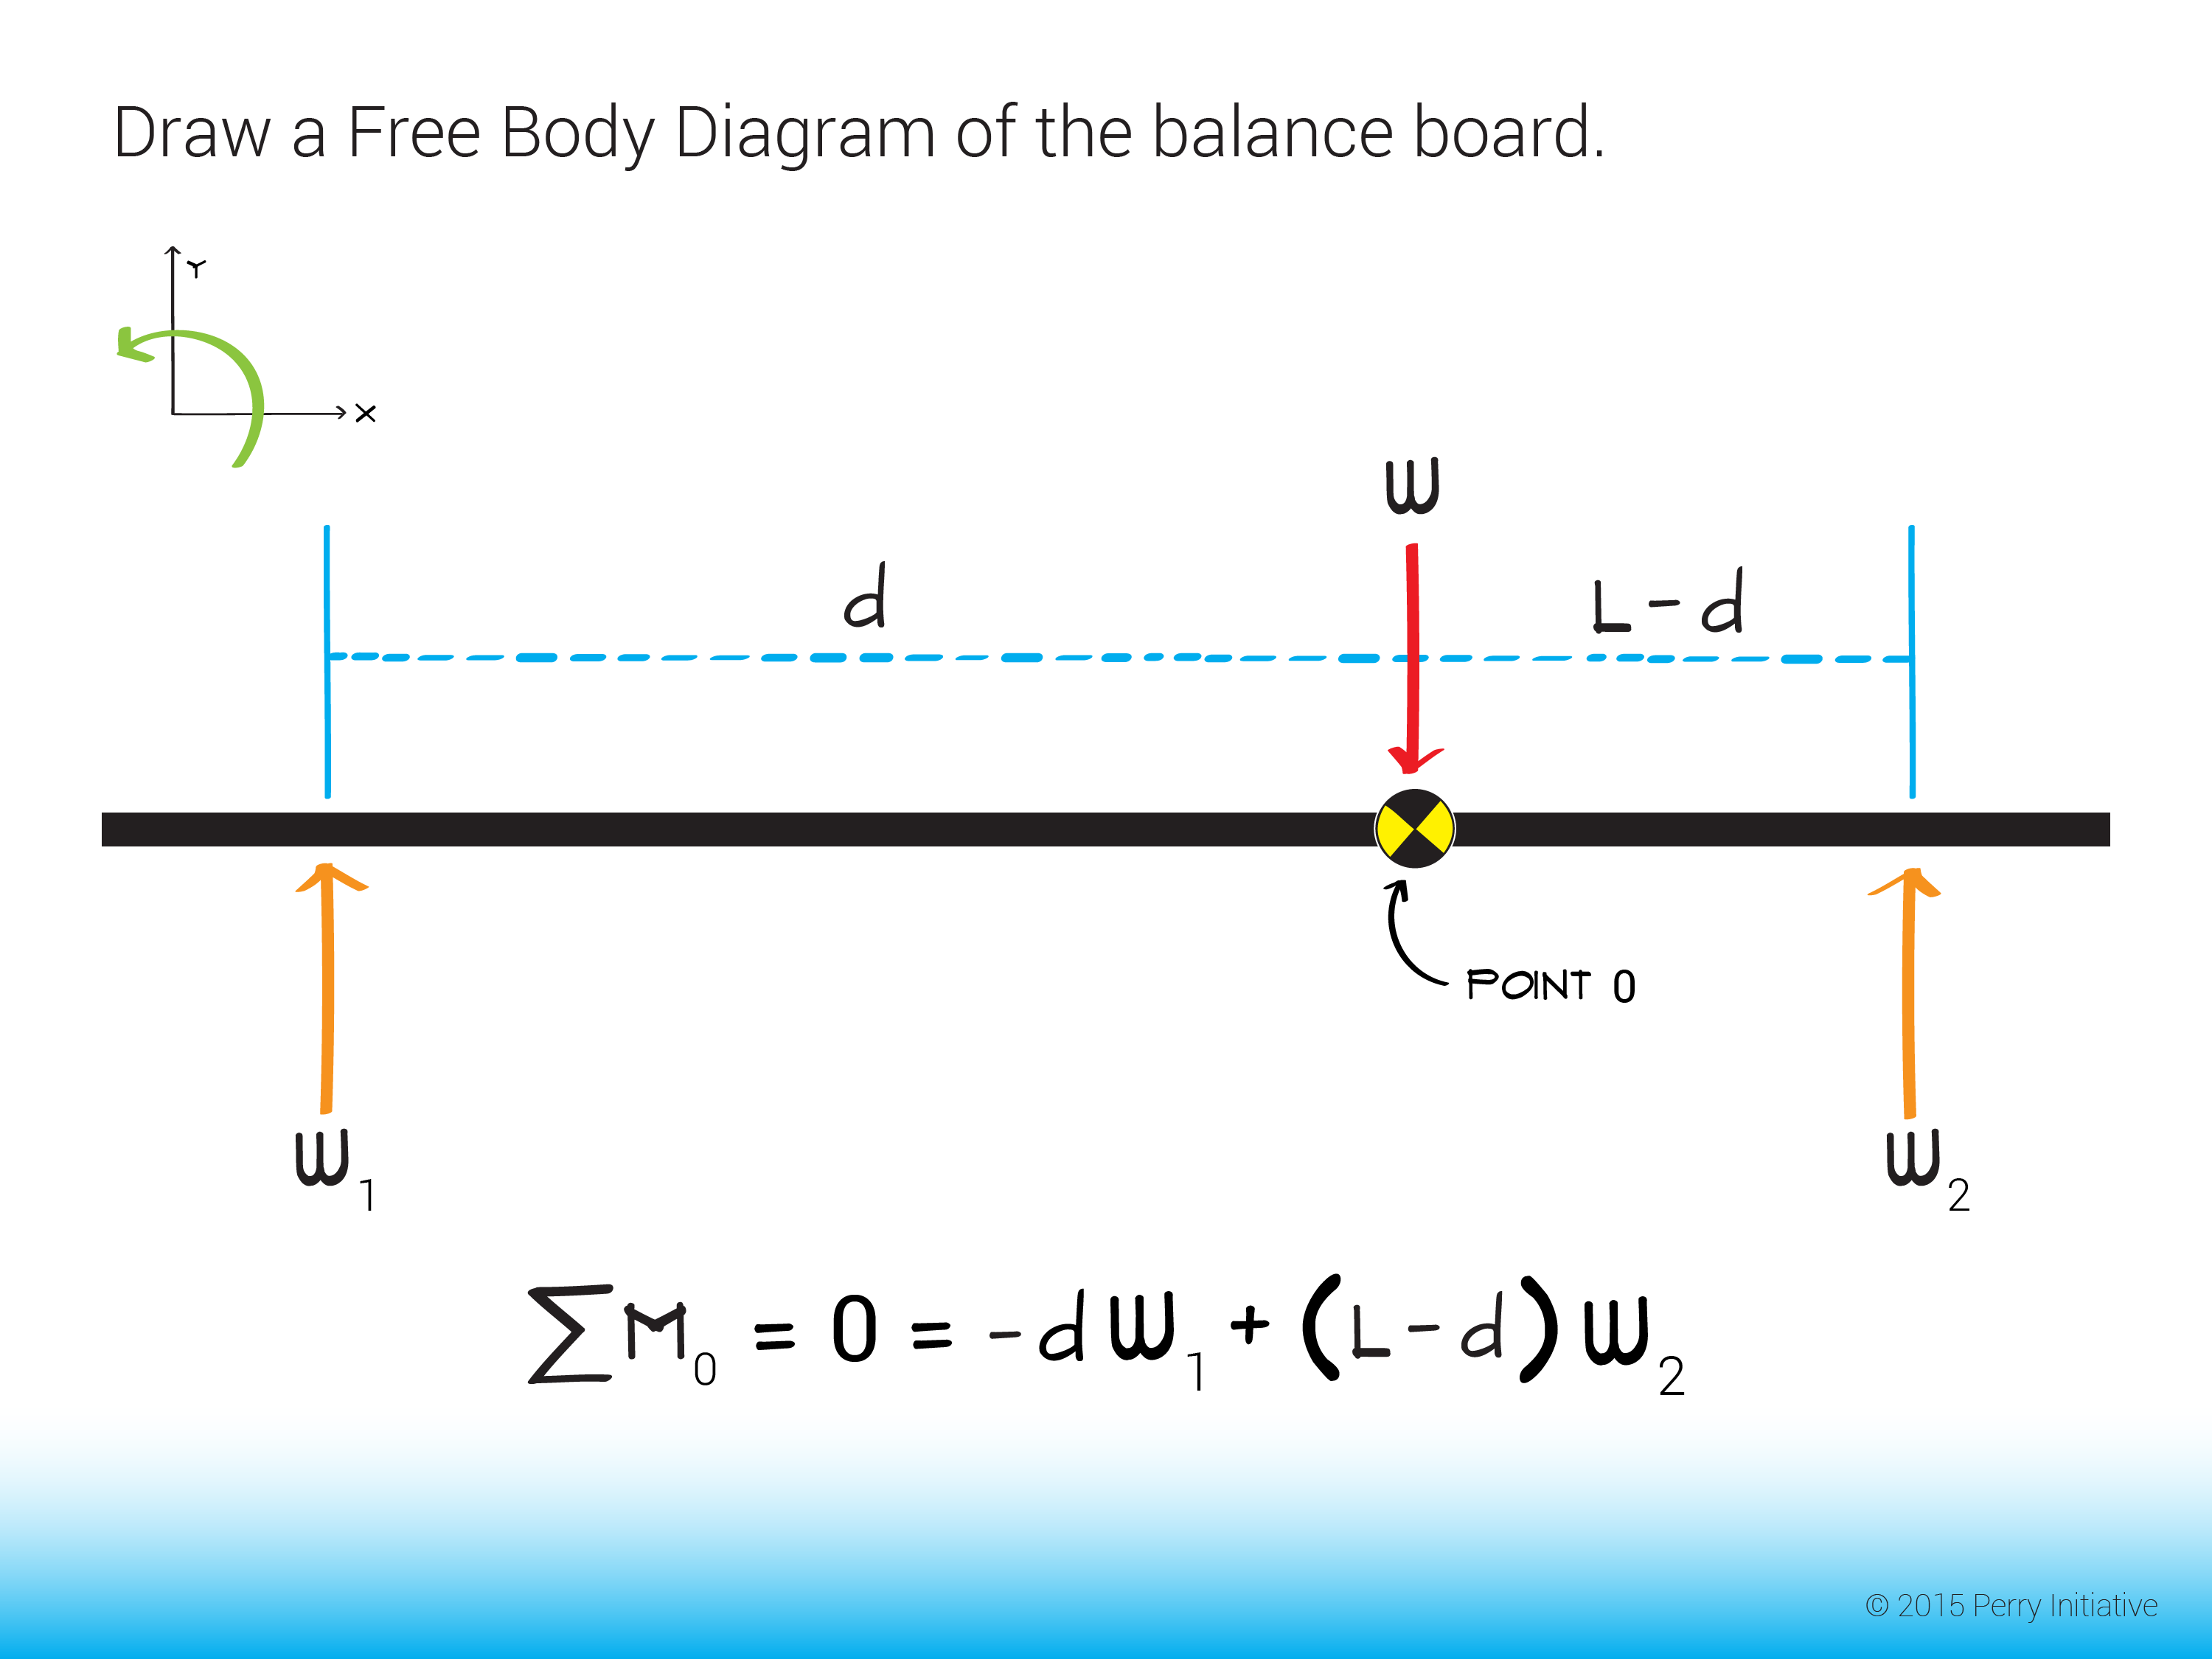 Draw a Free Body Diagram of the balance board.
Y
X
W
d
L-d
POINT 0
W1
W2
∑M0 = 0 = -dW1 + (L-d)W2
© 2015 Perry Initiative